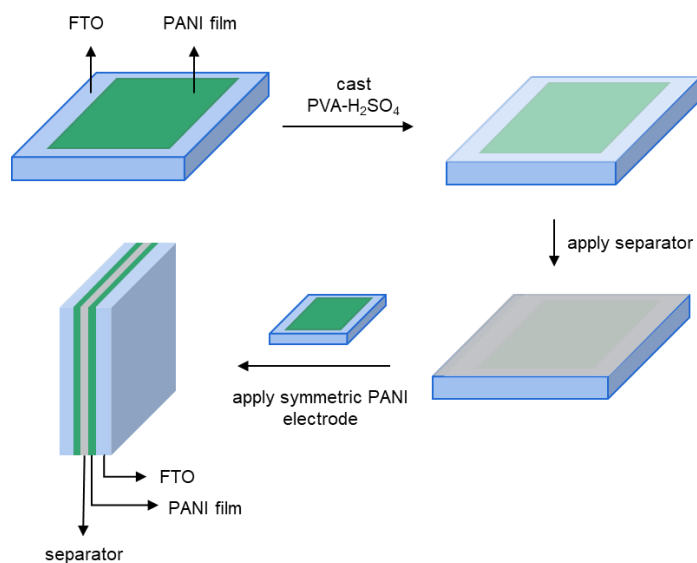 FTO
PANI film
cast
PVA-H₂SO₄
apply separator
apply symmetric PANI
electrode
FTO
PANI film
separator